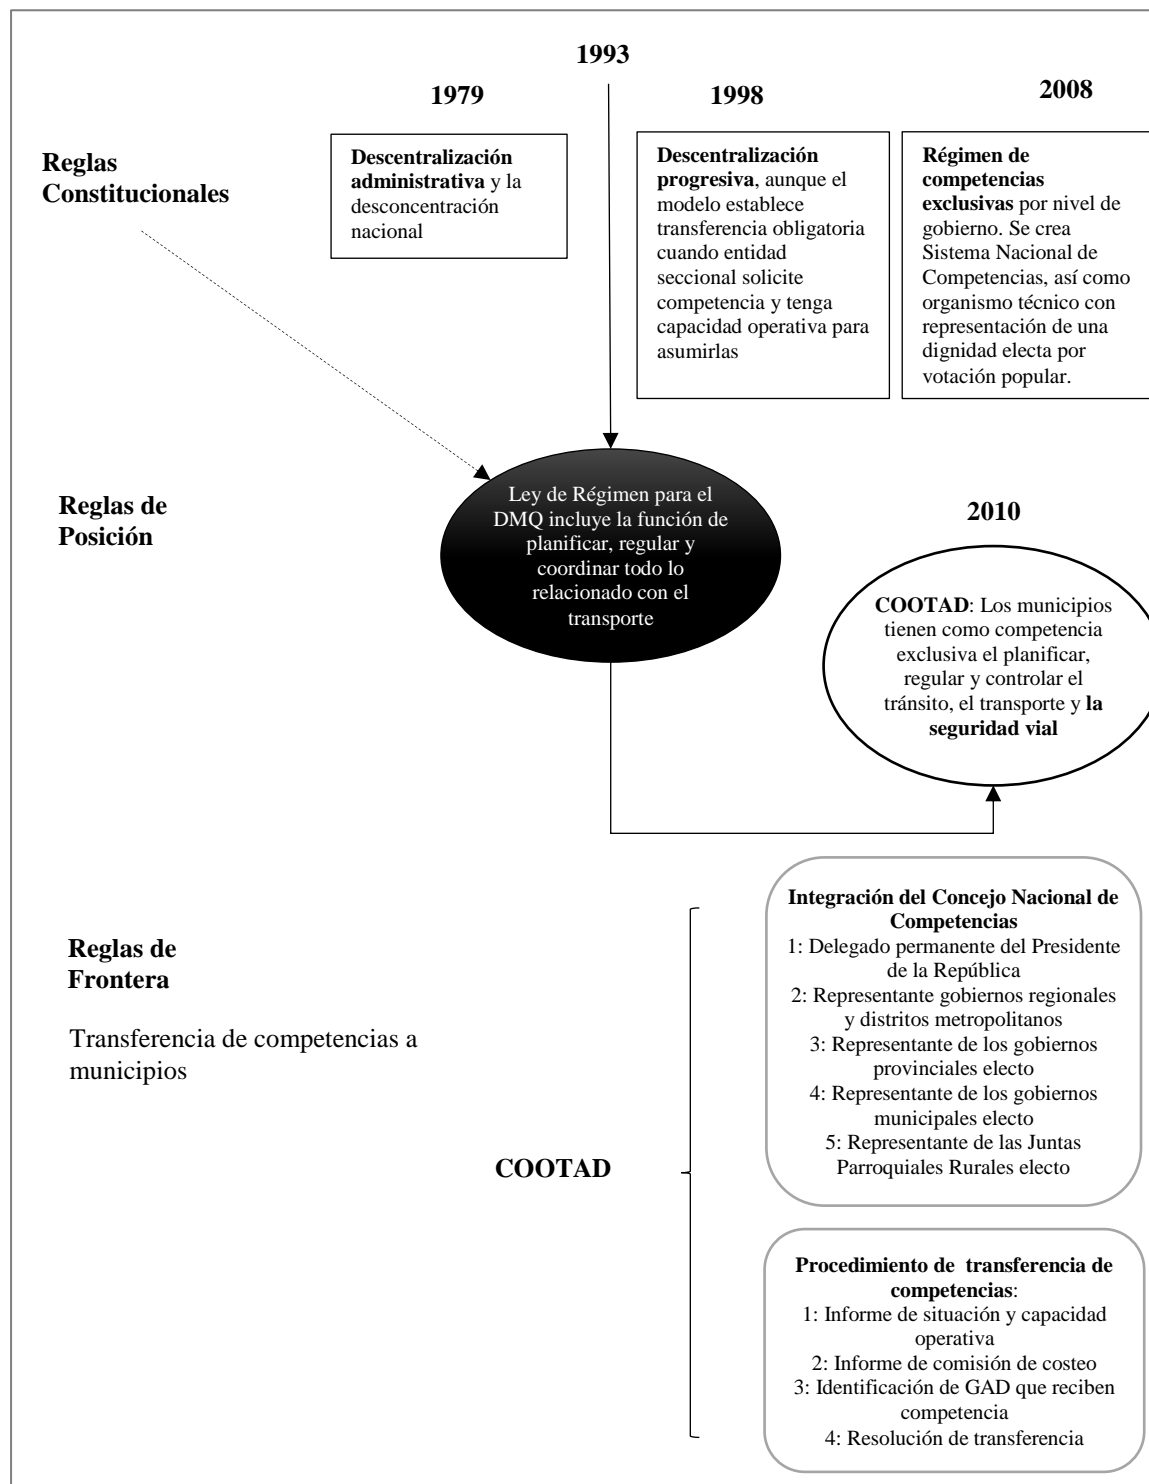 1993
1979
1998
2008
Reglas
Constitucionales
Descentralización
administrativa y la
desconcentración
nacional
Descentralización
progresiva, aunque el
modelo establece
transferencia obligatoria
cuando entidad
seccional solicite
competencia y tenga
capacidad operativa para
asumirlas
Régimen de
competencias
exclusivas por nivel de
gobierno. Se crea
Sistema Nacional de
Competencias, así como
organismo técnico con
representación de una
dignidad electa por
votación popular.
Reglas de
Posición
Ley de Régimen para el
DMQ incluye la función de
planificar, regular y
coordinar todo lo
relacionado con el
transporte
2010
COOTAD: Los municipios
tienen como competencia
exclusiva el planificar,
regular y controlar el
tránsito, el transporte y la
seguridad vial
Reglas de
Frontera
Transferencia de competencias a
municipios
COOTAD
Integración del Concejo Nacional de
Competencias
1: Delegado permanente del Presidente
de la República
2: Representante gobiernos regionales
y distritos metropolitanos
3: Representante de los gobiernos
provinciales electo
4: Representante de los gobiernos
municipales electo
5: Representante de las Juntas
Parroquiales Rurales electo
Procedimiento de  transferencia de
competencias:
1: Informe de situación y capacidad
operativa
2: Informe de comisión de costeo
3: Identificación de GAD que reciben
competencia
4: Resolución de transferencia